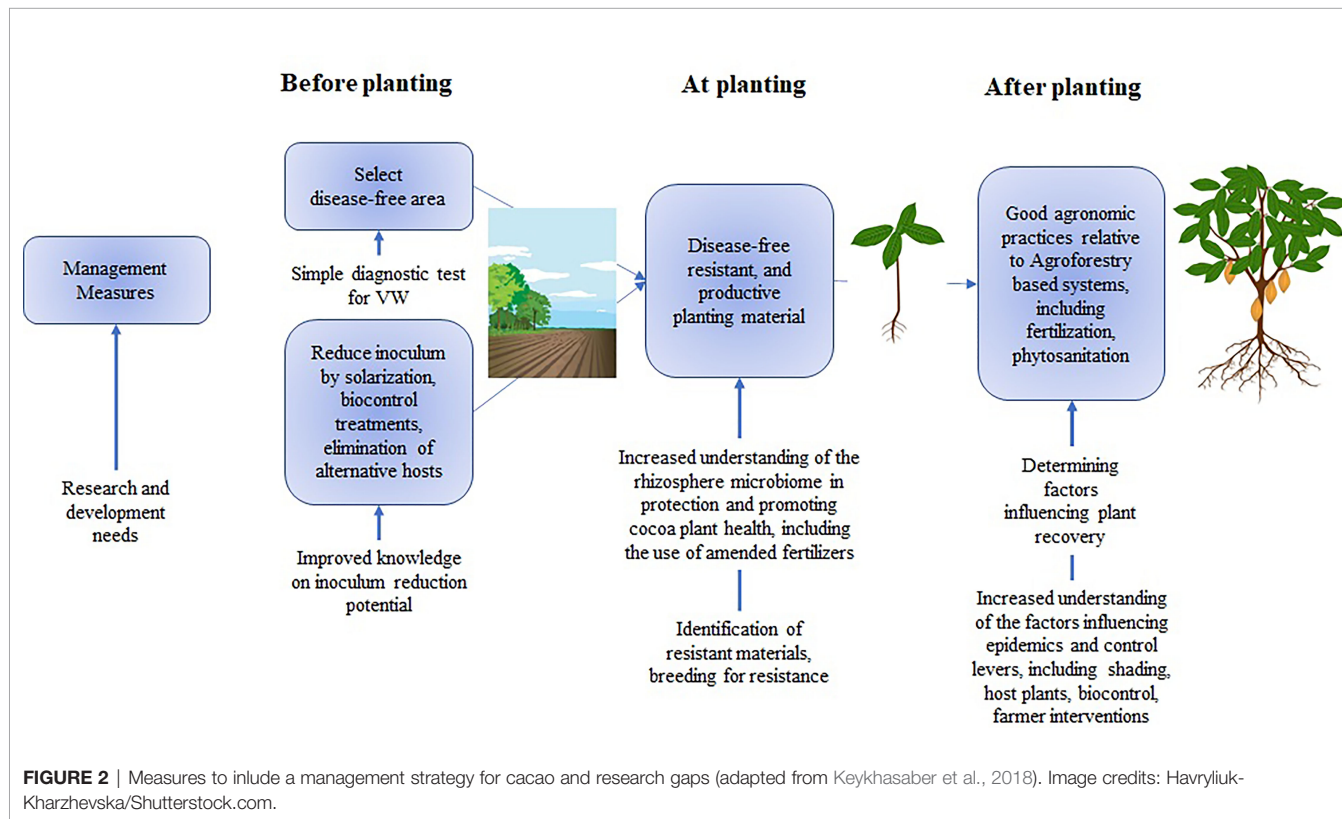 Before planting
At planting
After planting
Management
Measures
Research and
development
needs
Select
disease-free area
Simple diagnostic test
for VW
Reduce inoculum
by solarization,
biocontrol
treatments,
elimination of
alternative hosts
Improved knowledge
on inoculum reduction
potential
Disease-free
resistant, and
productive
planting material
Increased understanding of the
rhizosphere microbiome in
protection and promoting
cocoa plant health, including
the use of amended fertilizers
Identification of
resistant materials,
breeding for resistance
Good agronomic
practices relative
to Agroforestry
based systems,
including
fertilization,
phytosanitation
Determining
factors
influencing plant
recovery
Increased understanding
of the factors influencing
epidemics and control
levers, including shading,
host plants, biocontrol,
farmer interventions
FIGURE 2 | Measures to inlude a management strategy for cacao and research gaps (adapted from Keykhasaber et al., 2018). Image credits: Havryliuk-
Kharzhevska/Shutterstock.com.